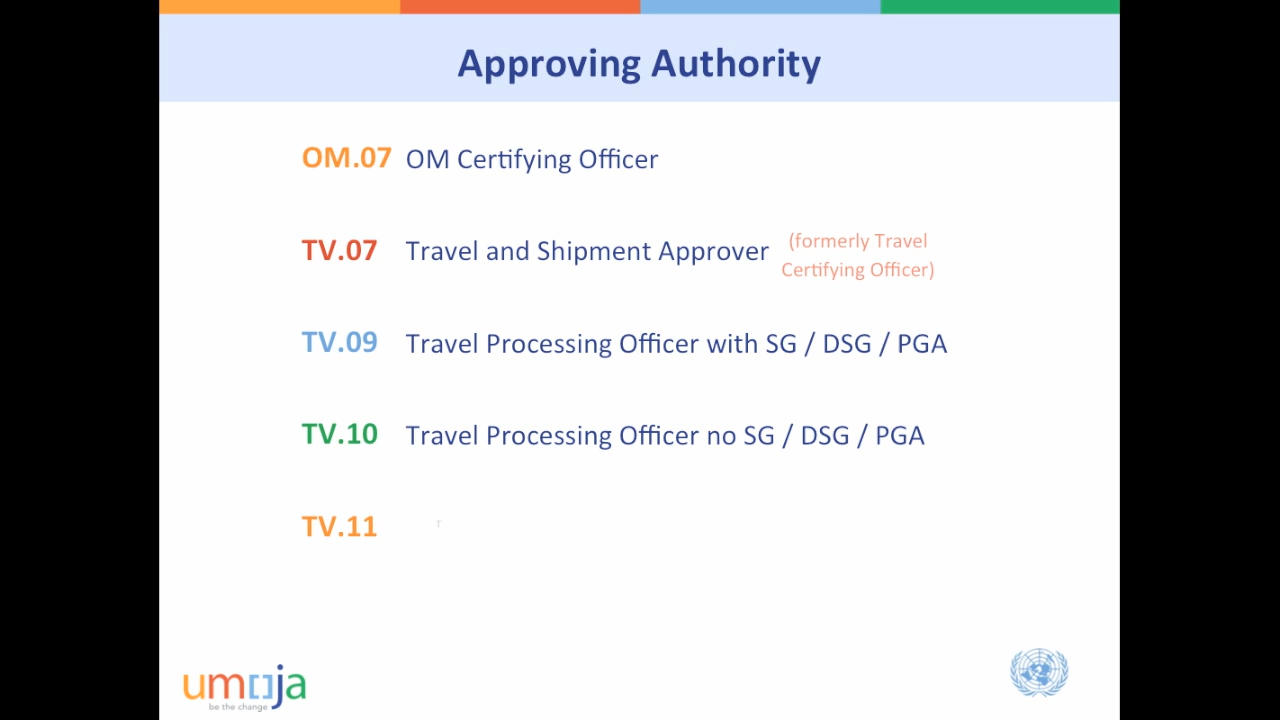 Approving Authority
OM.07 OM Certifying Officer
TV.07 Travel and Shipment Approver (formerly Travel
Certifying Officer)
TV.09 Travel Processing Officer with SG / DSG / PGA
TV.10 Travel Processing Officer no SG / DSG / PGA
TV.11
umoja
be the change